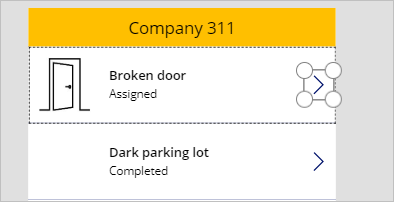 Company 311
Broken door
Assigned
Dark parking lot
Completed